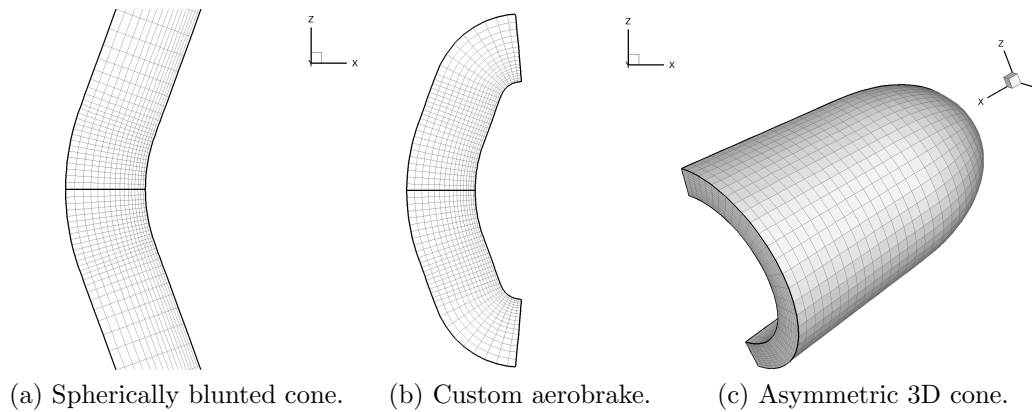 z
x
z
x
z
x
(a) Spherically blunted cone.
(b) Custom aerobrake.
(c) Asymmetric 3D cone.